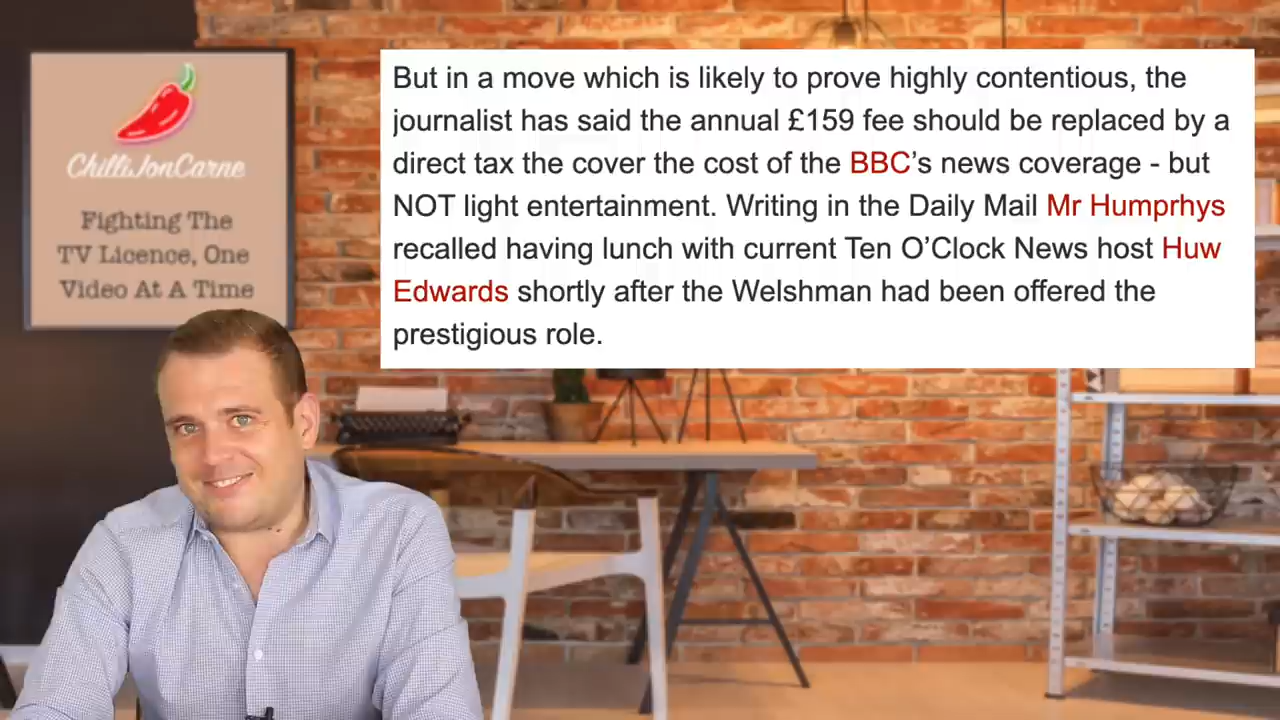 ChilliJonCarne
Fighting The
TV Licence, One
Video At A Time
But in a move which is likely to prove highly contentious, the
journalist has said the annual £159 fee should be replaced by a
direct tax the cover the cost of the BBC’s news coverage - but
NOT light entertainment. Writing in the Daily Mail Mr Humprhys
recalled having lunch with current Ten O’Clock News host Huw
Edwards shortly after the Welshman had been offered the
prestigious role.